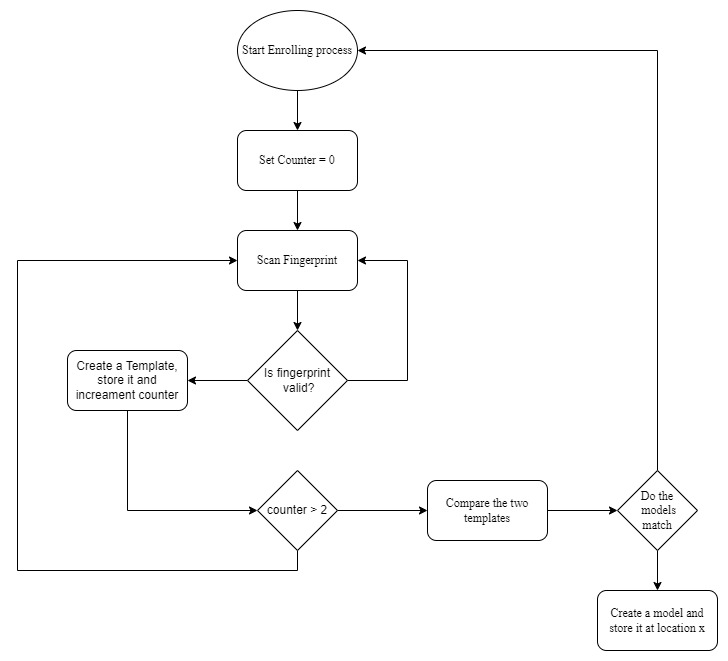 Start Enrolling process
Set Counter = 0
Scan Fingerprint
Is fingerprint
valid?
Create a Template,
store it and
increament counter
counter > 2
Compare the two
templates
Do the
models
match
Create a model and
store it at location x